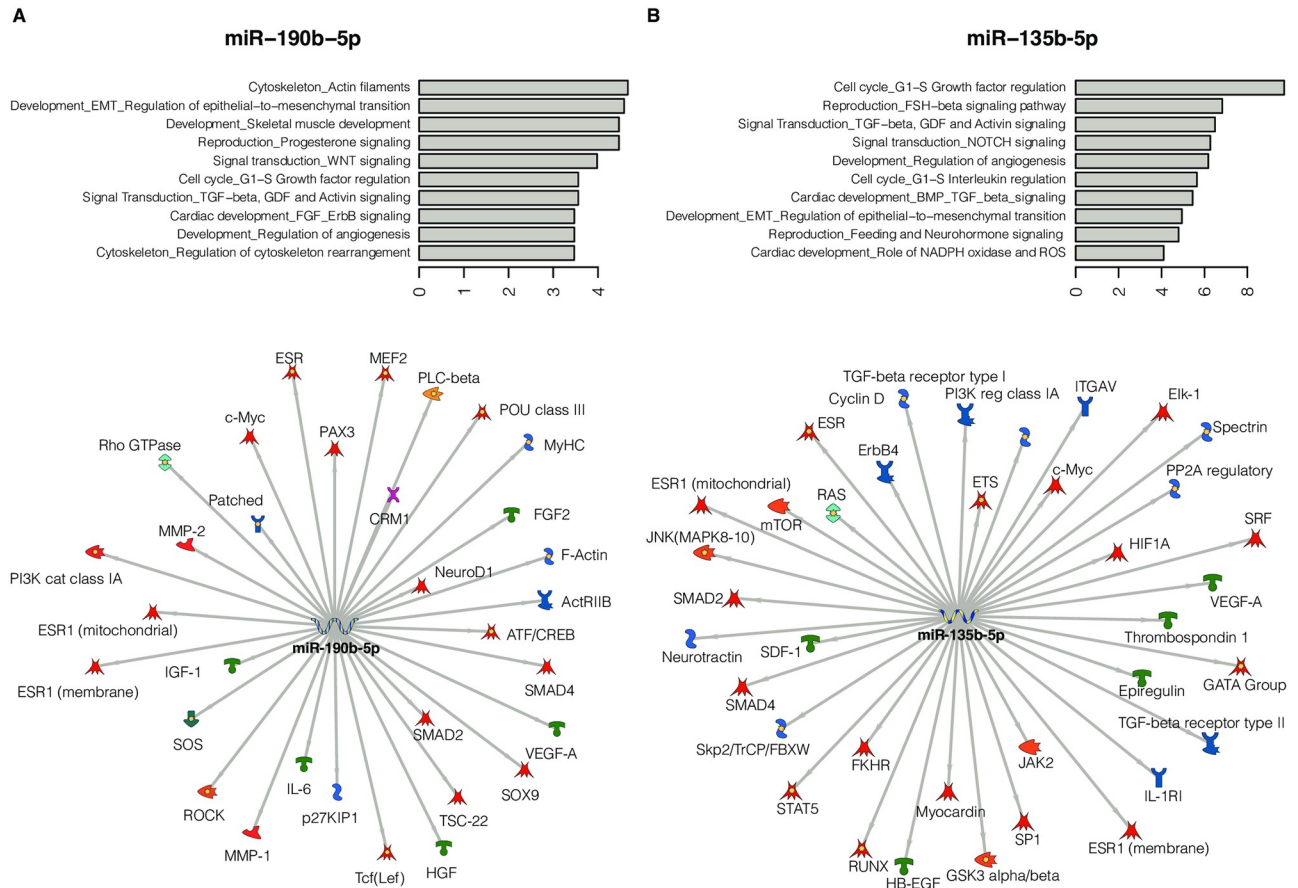 A
miR−190b−5p
Cytoskeleton_Actin filaments
Development_EMT_Regulation of epithelial−to−mesenchymal transition
Development_Skeletal muscle development
Reproduction_Progesterone signaling
Signal transduction_WNT signaling
Cell cycle_G1−S Growth factor regulation
Signal Transduction_TGF−beta, GDF and Activin signaling
Cardiac development_FGF_ErbB signaling
Development_Regulation of angiogenesis
Cytoskeleton_Regulation of cytoskeleton rearrangement
0 1 2 3 4
ESR
MEF2
PLC-beta
POU class III
c-Myc
PAX3
MyHC
Rho GTPase
Patched
CRM1
FGF2
MMP-2
F-Actin
PI3K cat class IA
NeuroD1
ActRIIB
ESR1 (mitochondrial)
ATF/CREB
miR-190b-5p
IGF-1
ESR1 (membrane)
SMAD4
SOS
SMAD2
VEGF-A
IL-6
SOX9
ROCK
p27KIP1
TSC-22
MMP-1
Tcf(Lef)
HGF
B
miR−135b-5p
Cell cycle_G1−S Growth factor regulation
Reproduction_FSH−beta signaling pathway
Signal Transduction_TGF−beta, GDF and Activin signaling
Signal transduction_NOTCH signaling
Development_Regulation of angiogenesis
Cell cycle_G1−S Interleukin regulation
Cardiac development_BMP_TGF_beta_signaling
Development_EMT_Regulation of epithelial−to−mesenchymal transition
Reproduction_Feeding and Neurohormone signaling
Cardiac development_Role of NADPH oxidase and ROS
0 2 4 6 8
TGF-beta receptor type I
Cyclin D
PI3K reg class IA
ITGAV
Elk-1
ESR
Spectrin
ErbB4
c-Myc
PP2A regulatory
ESR1 (mitochondrial)
ETS
RAS
mTOR
SRF
JNK(MAPK8-10)
HIF1A
SMAD2
VEGF-A
miR-135b-5p
Thrombospondin 1
Neurotractin
SDF-1
GATA Group
Epiregulin
SMAD4
TGF-beta receptor type II
Skp2/TrCP/FBXW
FKHR
JAK2
IL-1RI
STAT5
Myocardin
SP1
ESR1 (membrane)
RUNX
HB-EGF
GSK3 alpha/beta